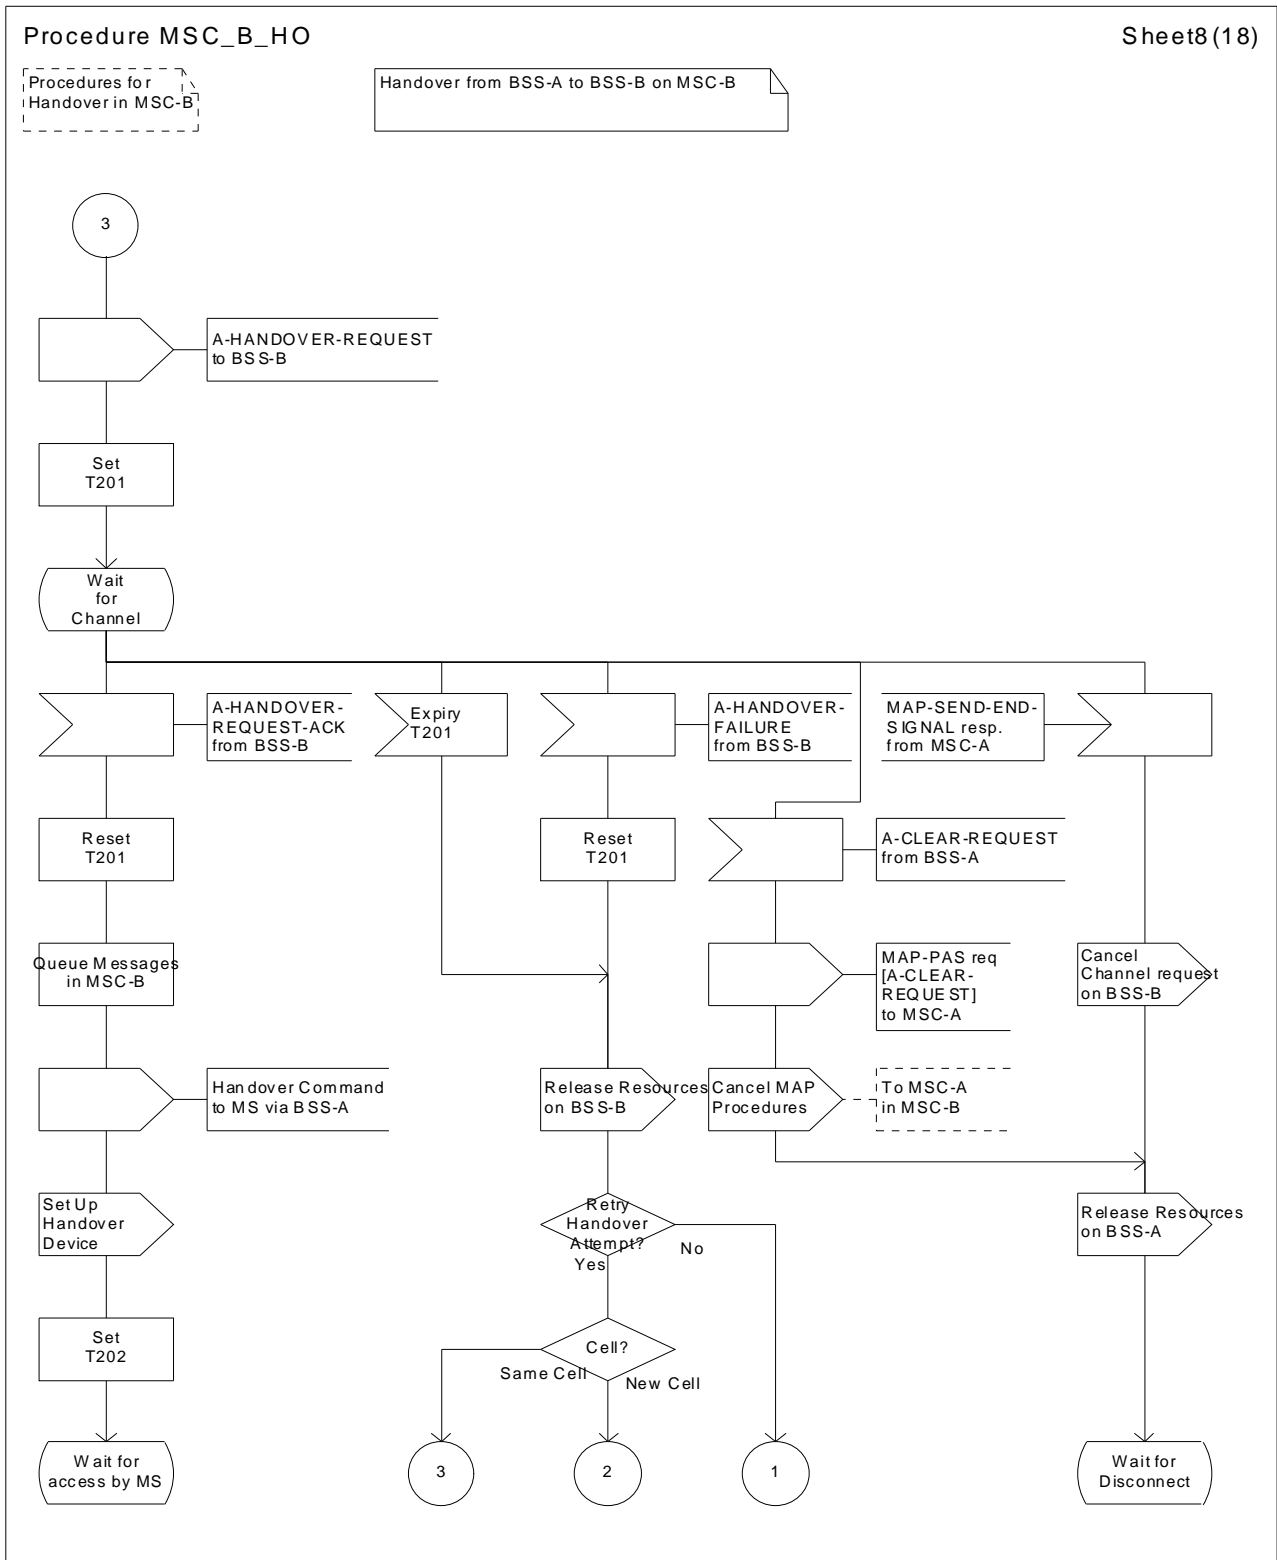 Procedure MSC_B_HO
Sheet8(18)
Procedures for
Handover in MSC-B
Handover from BSS-A to BSS-B on MSC-B
3
A-HANDOVER-REQUEST
to BSS-B
Set
T201
Wait
for
Channel
A-HANDOVER-
REQUEST-ACK
from BSS-B
Expiry
T201
A-HANDOVER-
FAILURE
from BSS-B
MAP-SEND-END-
SIGNAL resp.
from MSC-A
Reset
T201
Reset
T201
A-CLEAR-REQUEST
from BSS-A
Queue Messages
in MSC-B
MAP-PAS req
[A-CLEAR-
REQUEST]
to MSC-A
Cancel
Channel request
on BSS-B
Handover Command
to MS via BSS-A
Release Resources
on BSS-B
Cancel MAP
Procedures
To MSC-A
in MSC-B
Set Up
Handover
Device
Retry
Handover
Attempt?
Yes
No
Release Resources
on BSS-A
Set
T202
Cell?
Same Cell
New Cell
Wait for
access by MS
3
2
1
Wait for
Disconnect